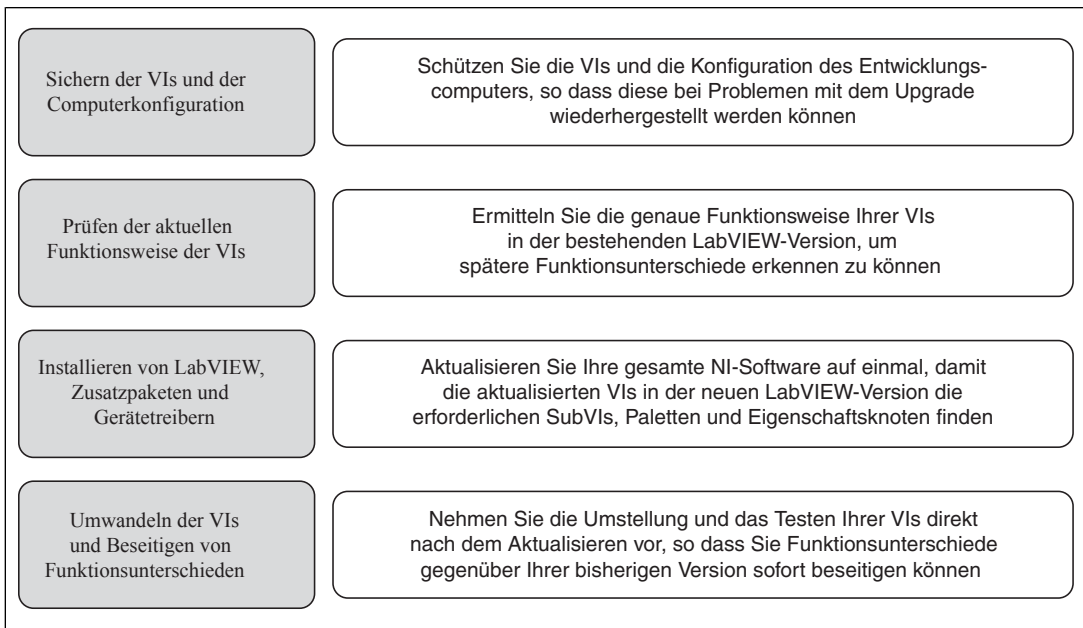 Sichern der VIs und der
Computerkonfiguration
Schützen Sie die VIs und die Konfiguration des Entwicklungs-
computers, so dass diese bei Problemen mit dem Upgrade
wiederhergestellt werden können
Prüfen der aktuellen
Funktionsweise der VIs
Ermitteln Sie die genaue Funktionsweise Ihrer VIs
in der bestehenden LabVIEW-Version, um
spätere Funktionsunterschiede erkennen zu können
Installieren von LabVIEW,
Zusatzpaketen und
Gerätetreibern
Aktualisieren Sie Ihre gesamte NI-Software auf einmal, damit
die aktualisierten VIs in der neuen LabVIEW-Version die
erforderlichen SubVIs, Paletten und Eigenschaftsknoten finden
Umwandeln der VIs
und Beseitigen von
Funktionsunterschieden
Nehmen Sie die Umstellung und das Testen Ihrer VIs direkt
nach dem Aktualisieren vor, so dass Sie Funktionsunterschiede
gegenüber Ihrer bisherigen Version sofort beseitigen können